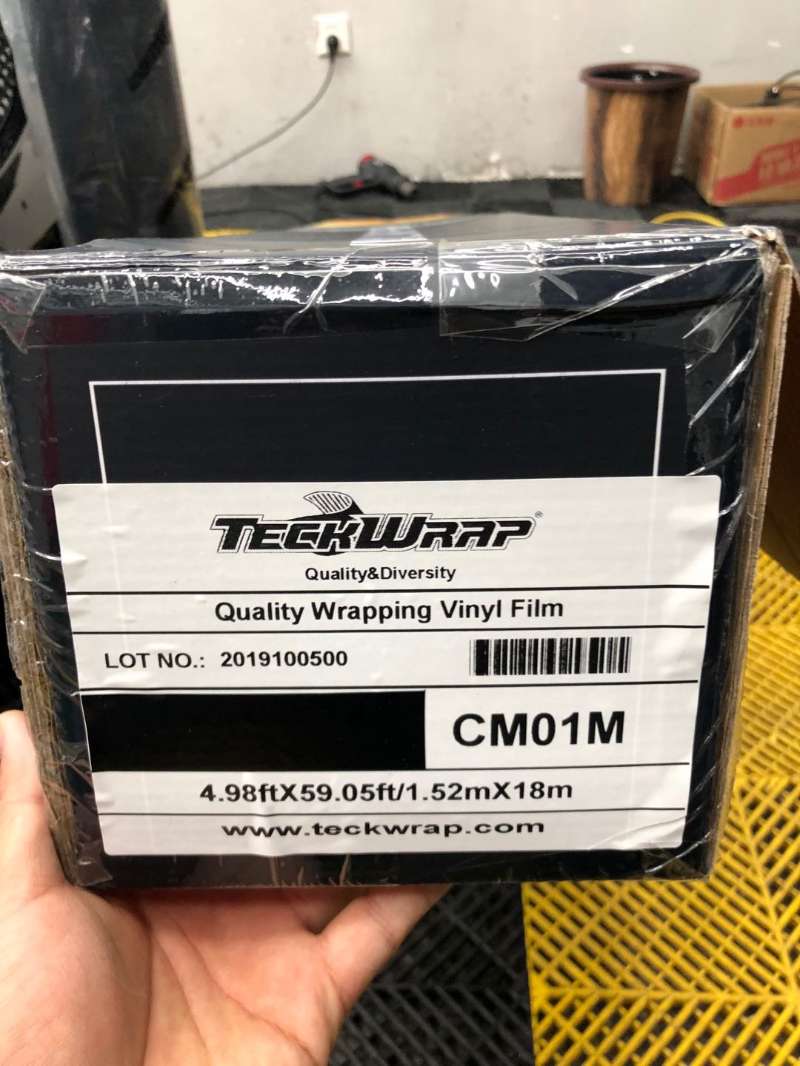 TECKWRAP®
Quality&Diversity
Quality Wrapping Vinyl Film
LOT NO.: 2019100500
CM01M
4.98ftX59.05ft/1.52mX18m
www.teckwrap.com